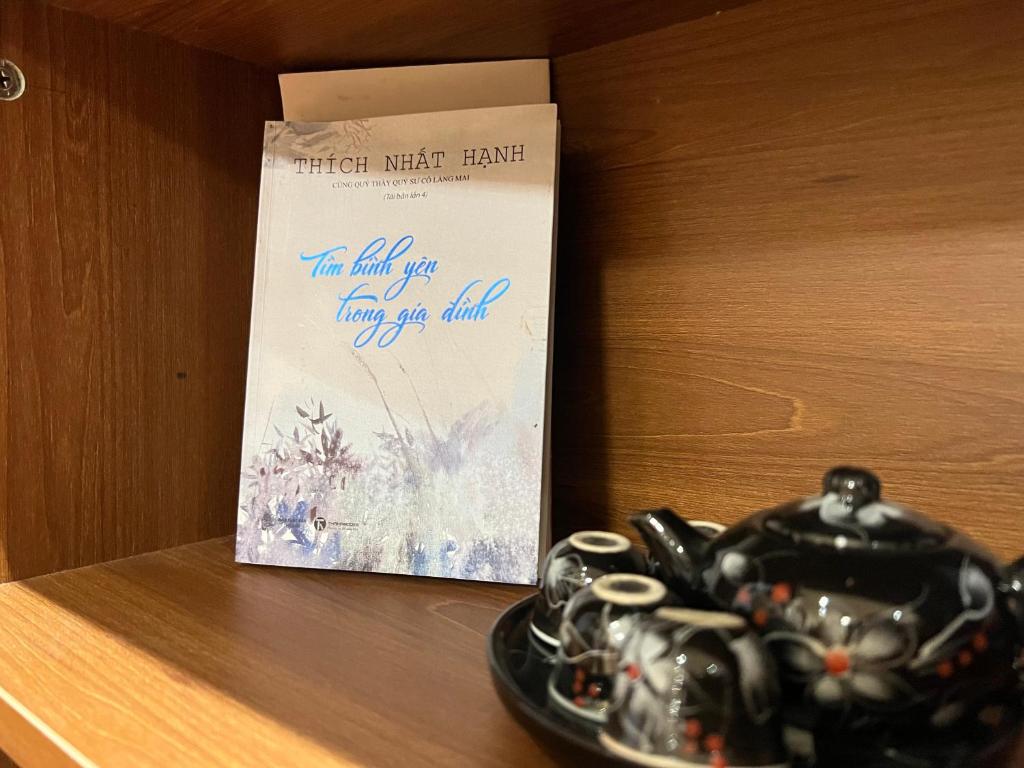 THÍCH NHẤT HẠNH
CÙNG QUÝ THẦY QUÝ SƯ CÔ LÀNG MAI
(Tái bản lần 4)
Tìm bình yên
trong gia đình
THAIHABOOKS